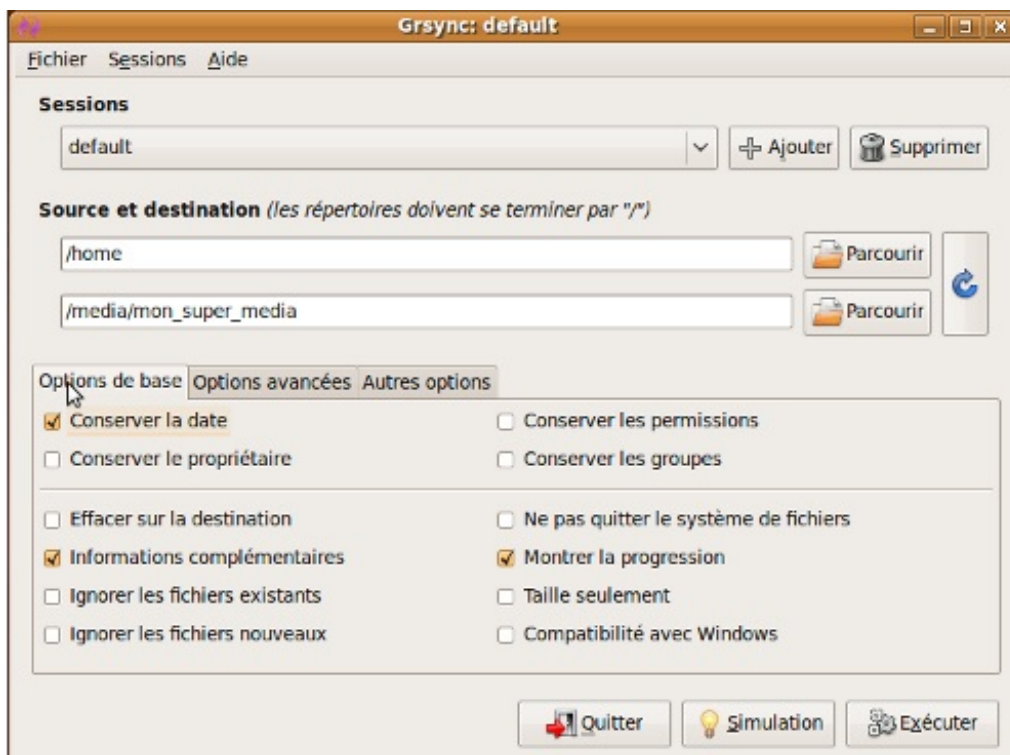 Grsync: default
Fichier Sessions Aide
Sessions
default Ajouter Supprimer
Source et destination (les répertoires doivent se terminer par "/")
/home Parcourir
/media/mon_super_media Parcourir
Options de base Options avancées Autres options
Conserver la date Conserver les permissions
Conserver le propriétaire Conserver les groupes
Effacer sur la destination Ne pas quitter le système de fichiers
Informations complémentaires Montrer la progression
Ignorer les fichiers existants Taille seulement
Ignorer les fichiers nouveaux Compatibilité avec Windows
Quitter Simulation Exécuter